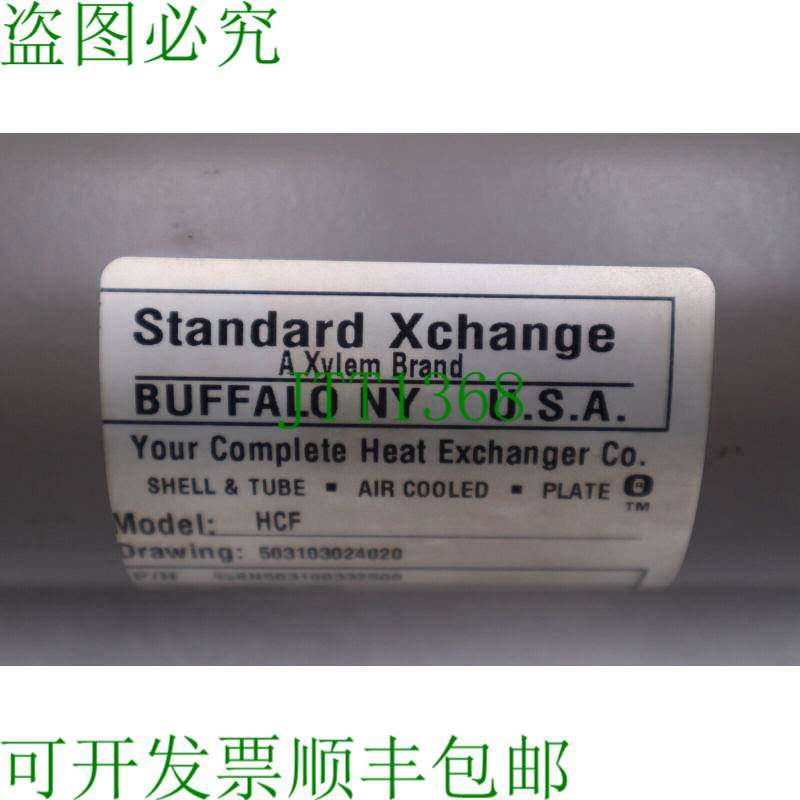 盗图必究
Standard Xchange
A Xylem Brand
BUFFALO NY U.S.A.
JTT1368
Your Complete Heat Exchanger Co.
SHELL & TUBE ▪ AIR COOLED ▪ PLATE
TM
Model: HCF
Drawing: 503103024020
P/N
可开发票顺丰包邮